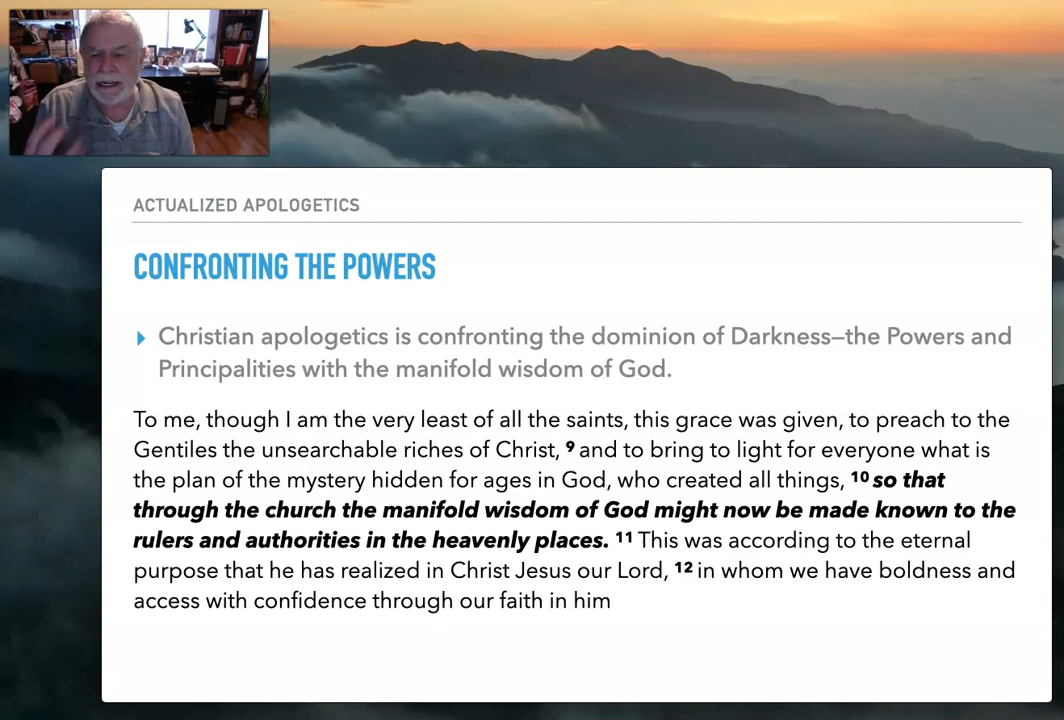 ACTUALIZED APOLOGETICS
CONFRONTING THE POWERS
Christian apologetics is confronting the dominion of Darkness—the Powers and
Principalities with the manifold wisdom of God.
To me, though I am the very least of all the saints, this grace was given, to preach to the
Gentiles the unsearchable riches of Christ, 9 and to bring to light for everyone what is
the plan of the mystery hidden for ages in God, who created all things, 10 so that
through the church the manifold wisdom of God might now be made known to the
rulers and authorities in the heavenly places. 11 This was according to the eternal
purpose that he has realized in Christ Jesus our Lord, 12 in whom we have boldness and
access with confidence through our faith in him